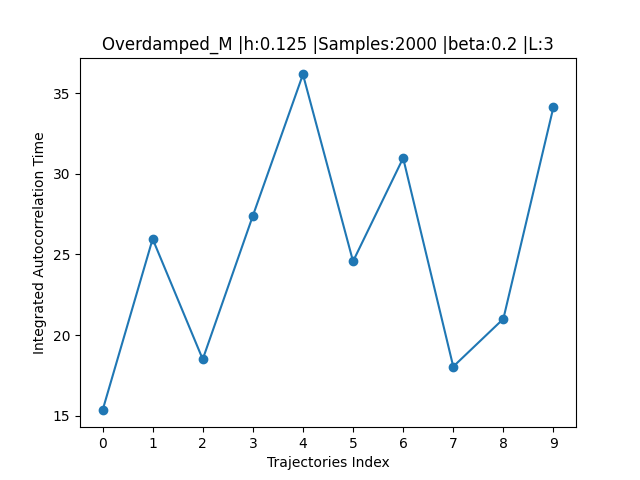 Overdamped_M |h:0.125 |Samples:2000 |beta:0.2 |L:3
Integrated Autocorrelation Time
35
30
25
20
15
0 1 2 3 4 5 6 7 8 9
Trajectories Index